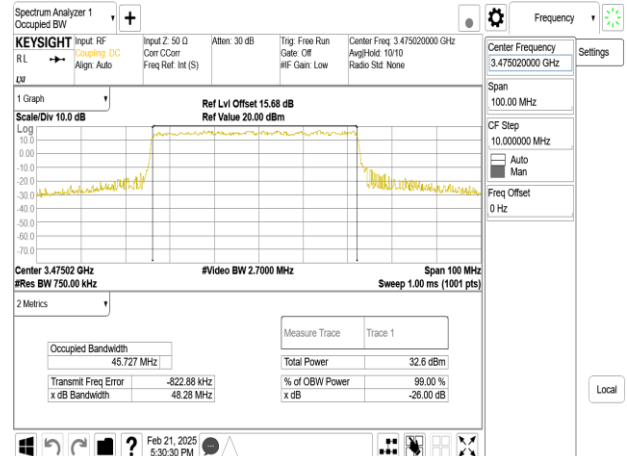 Spectrum Analyzer 1
Occupied BW
KEYSIGHT
RL
LXI
Input: RF
Coupling: DC
Align: Auto
Input Z: 50 Ω
Corr CCorr
Freq Ref: Int (S)
Atten: 30 dB
Trig: Free Run
Gate: Off
#IF Gain: Low
Center Freq: 3.475020000 GHz
Avg|Hold: 10/10
Radio Std: None
1 Graph
Scale/Div 10.0 dB
Ref Lvl Offset 15.68 dB
Ref Value 20.00 dBm
Log
10.0
0.00
-10.0
-20.0
-30.0
-40.0
-50.0
-60.0
-70.0
Center 3.47502 GHz
#Res BW 750.00 kHz
#Video BW 2.7000 MHz
Span 100 MHz
Sweep 1.00 ms (1001 pts)
2 Metrics
Occupied Bandwidth
45.727 MHz
Transmit Freq Error -822.88 kHz
x dB Bandwidth 48.28 MHz
Measure Trace Trace 1
Total Power 32.6 dBm
% of OBW Power 99.00 %
x dB -26.00 dB
Feb 21, 2025
5:30:30 PM
Frequency
Settings
Center Frequency
3.475020000 GHz
Span
100.00 MHz
CF Step
10.000000 MHz
Auto
Man
Freq Offset
0 Hz
Local